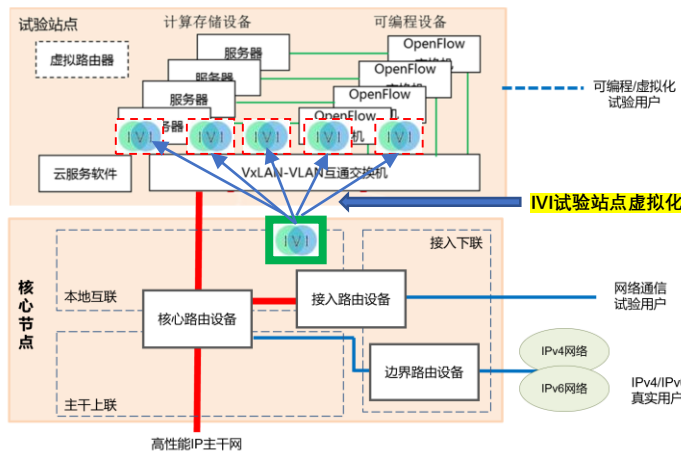 试验站点
计算存储设备
可编程设备
虚拟路由器
服务器
OpenFlow
服务器
OpenFlow
服务器
OpenFlow
OpenFlow
IVI
IVI
IVI
IVI
IVI
云服务软件
VxLAN-VLAN互通交换机
可编程/虚拟化
试验用户
IVI试验站点虚拟化
IVI
核心节点
本地互联
接入下联
核心路由设备
接入路由设备
网络通信
试验用户
边界路由设备
IPv4网络
IPv6网络
真实用户
主干上联
高性能IP主干网